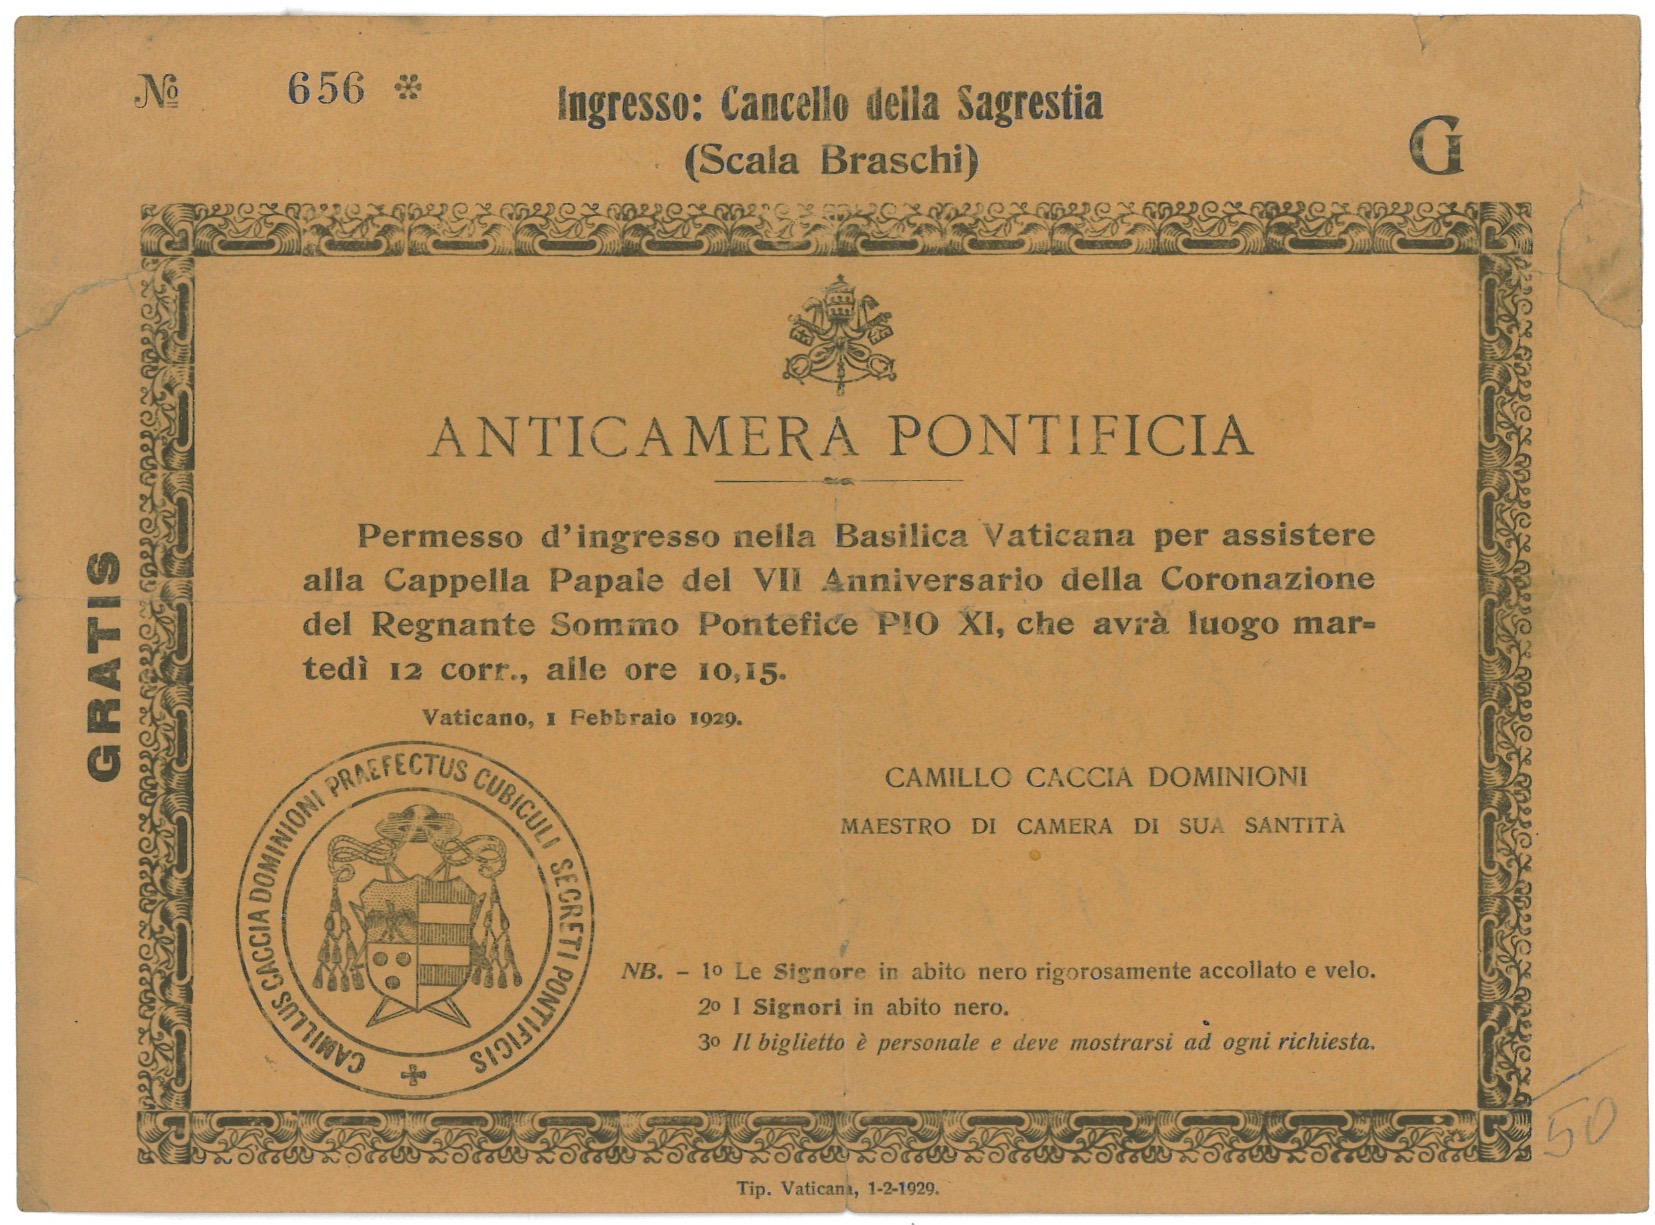 Nº 656 *
Ingresso: Cancello della Sagrestia
(Scala Braschi)
G
GRATIS
ANTICAMERA PONTIFICIA
Permesso d'ingresso nella Basilica Vaticana per assistere
alla Cappella Papale del VII Anniversario della Coronazione
del Regnante Sommo Pontefice PIO XI, che avrà luogo mar=
tedì 12 corr., alle ore 10,15.
Vaticano, 1 Febbraio 1929.
CAMILLO CACCIA DOMINIONI
MAESTRO DI CAMERA DI SUA SANTITÀ
CAMILLUS CACCIA DOMINIONI PRAEFECTUS CUBICULI SECRETI PONTIFICIS
NB. - 1º Le Signore in abito nero rigorosamente accollato e velo.
2º I Signori in abito nero.
3º Il biglietto è personale e deve mostrarsi ad ogni richiesta.
50
Tip. Vaticana, 1-2-1929.